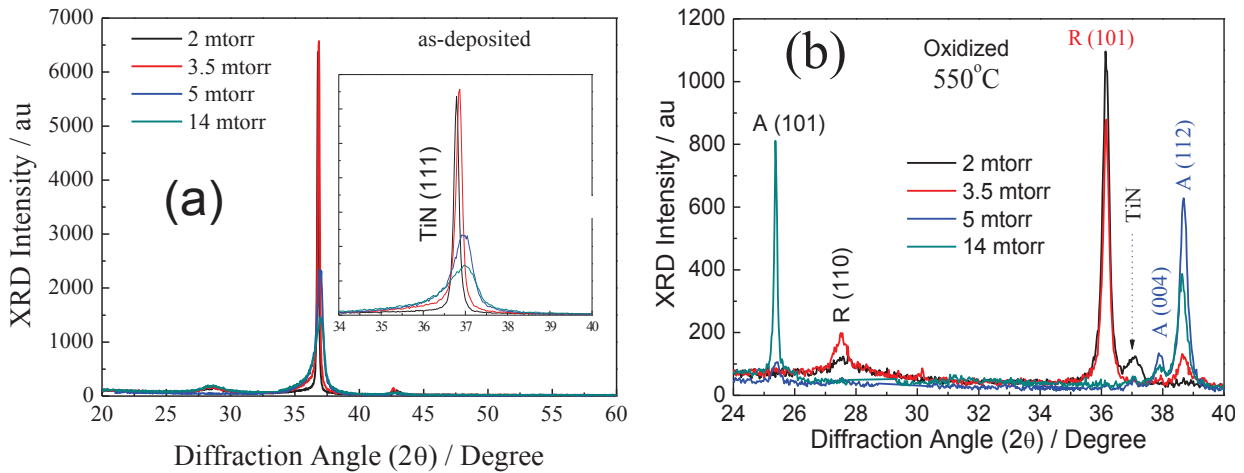 7000
6000
5000
4000
3000
2000
1000
0
XRD Intensity / au
2 mtorr
3.5 mtorr
5 mtorr
14 mtorr
as-deposited
(a)
TiN (111)
34 35 36 37 38 39 40
20 25 30 35 40 45 50 55 60
Diffraction Angle (2θ) / Degree
1200
1000
800
600
400
200
0
XRD Intensity / au
(b)
Oxidized
550°C
R (101)
A (101)
2 mtorr
3.5 mtorr
5 mtorr
14 mtorr
R (110)
TiN
A (004)
A (112)
24 26 28 30 32 34 36 38 40
Diffraction Angle (2θ) / Degree